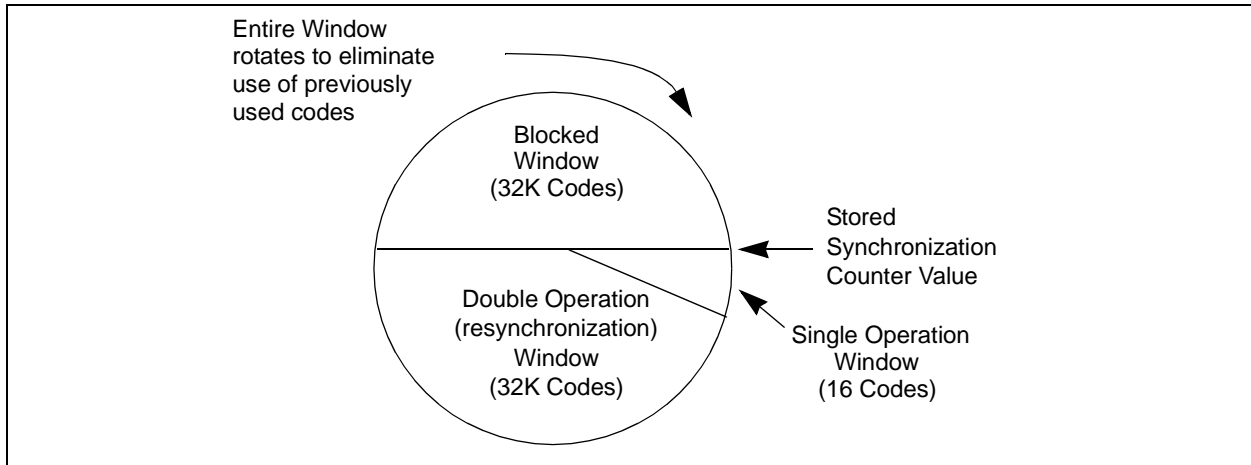 Entire Window
rotates to eliminate
use of previously
used codes
Blocked
Window
(32K Codes)
Stored
Synchronization
Counter Value
Double Operation
(resynchronization)
Window
(32K Codes)
Single Operation
Window
(16 Codes)